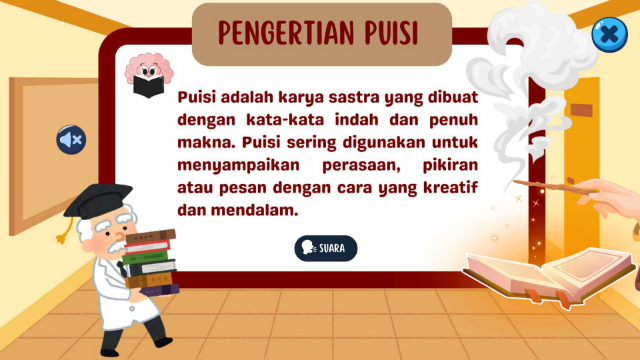 PENGERTIAN PUISI
Puisi adalah karya sastra yang dibuat
dengan kata-kata indah dan penuh
makna. Puisi sering digunakan untuk
menyampaikan perasaan, pikiran
atau pesan dengan cara yang kreatif
dan mendalam.
SUARA